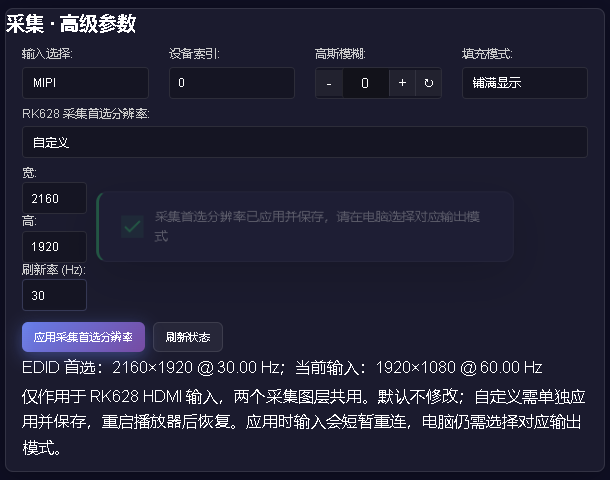 采集 · 高级参数
输入选择: 设备索引: 高斯模糊: 填充模式:
MIPI 0 - 0 + ↻ 铺满显示
RK628 采集首选分辨率:
自定义
宽:
2160
采集首选分辨率已应用并保存，请在电脑选择对应输出模
式
高:
1920
刷新率 (Hz):
30
应用采集首选分辨率 刷新状态
EDID 首选：2160×1920 @ 30.00 Hz；当前输入：1920×1080 @ 60.00 Hz
仅作用于 RK628 HDMI 输入，两个采集图层共用。默认不修改；自定义需单独应
用并保存，重启播放器后恢复。应用时输入会短暂重连，电脑仍需选择对应输出
模式。